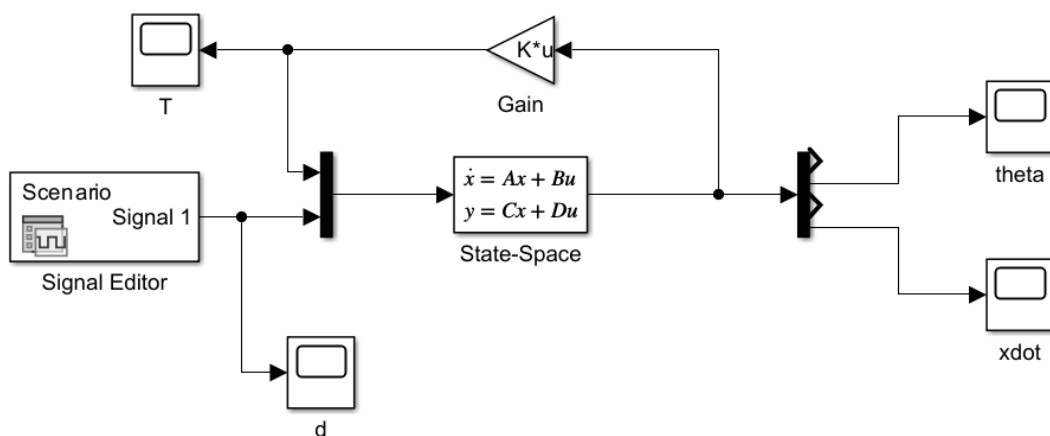 K*u
T
Gain
theta
Scenario
Signal 1
ẋ = Ax + Bu
y = Cx + Du
State-Space
Signal Editor
xdot
d